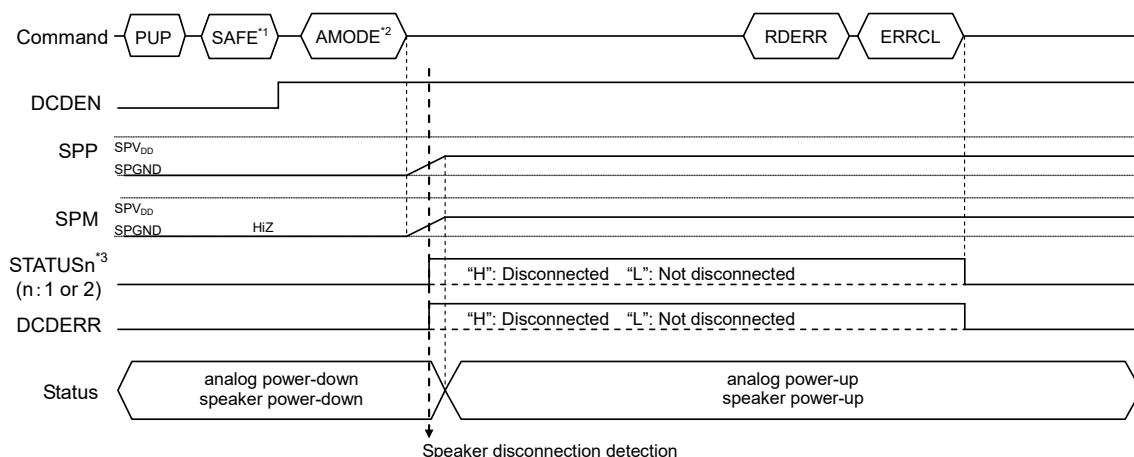 Command PUP SAFE*1 AMODE*2 RDERR ERRCL
DCDEN
SPP SPVDD
SPGND
SPM SPVDD
SPGND HiZ
STATUSn*3 "H": Disconnected "L": Not disconnected
(n : 1 or 2)
DCDERR "H": Disconnected "L": Not disconnected
Status analog power-down analog power-up
speaker power-down speaker power-up
Speaker disconnection detection